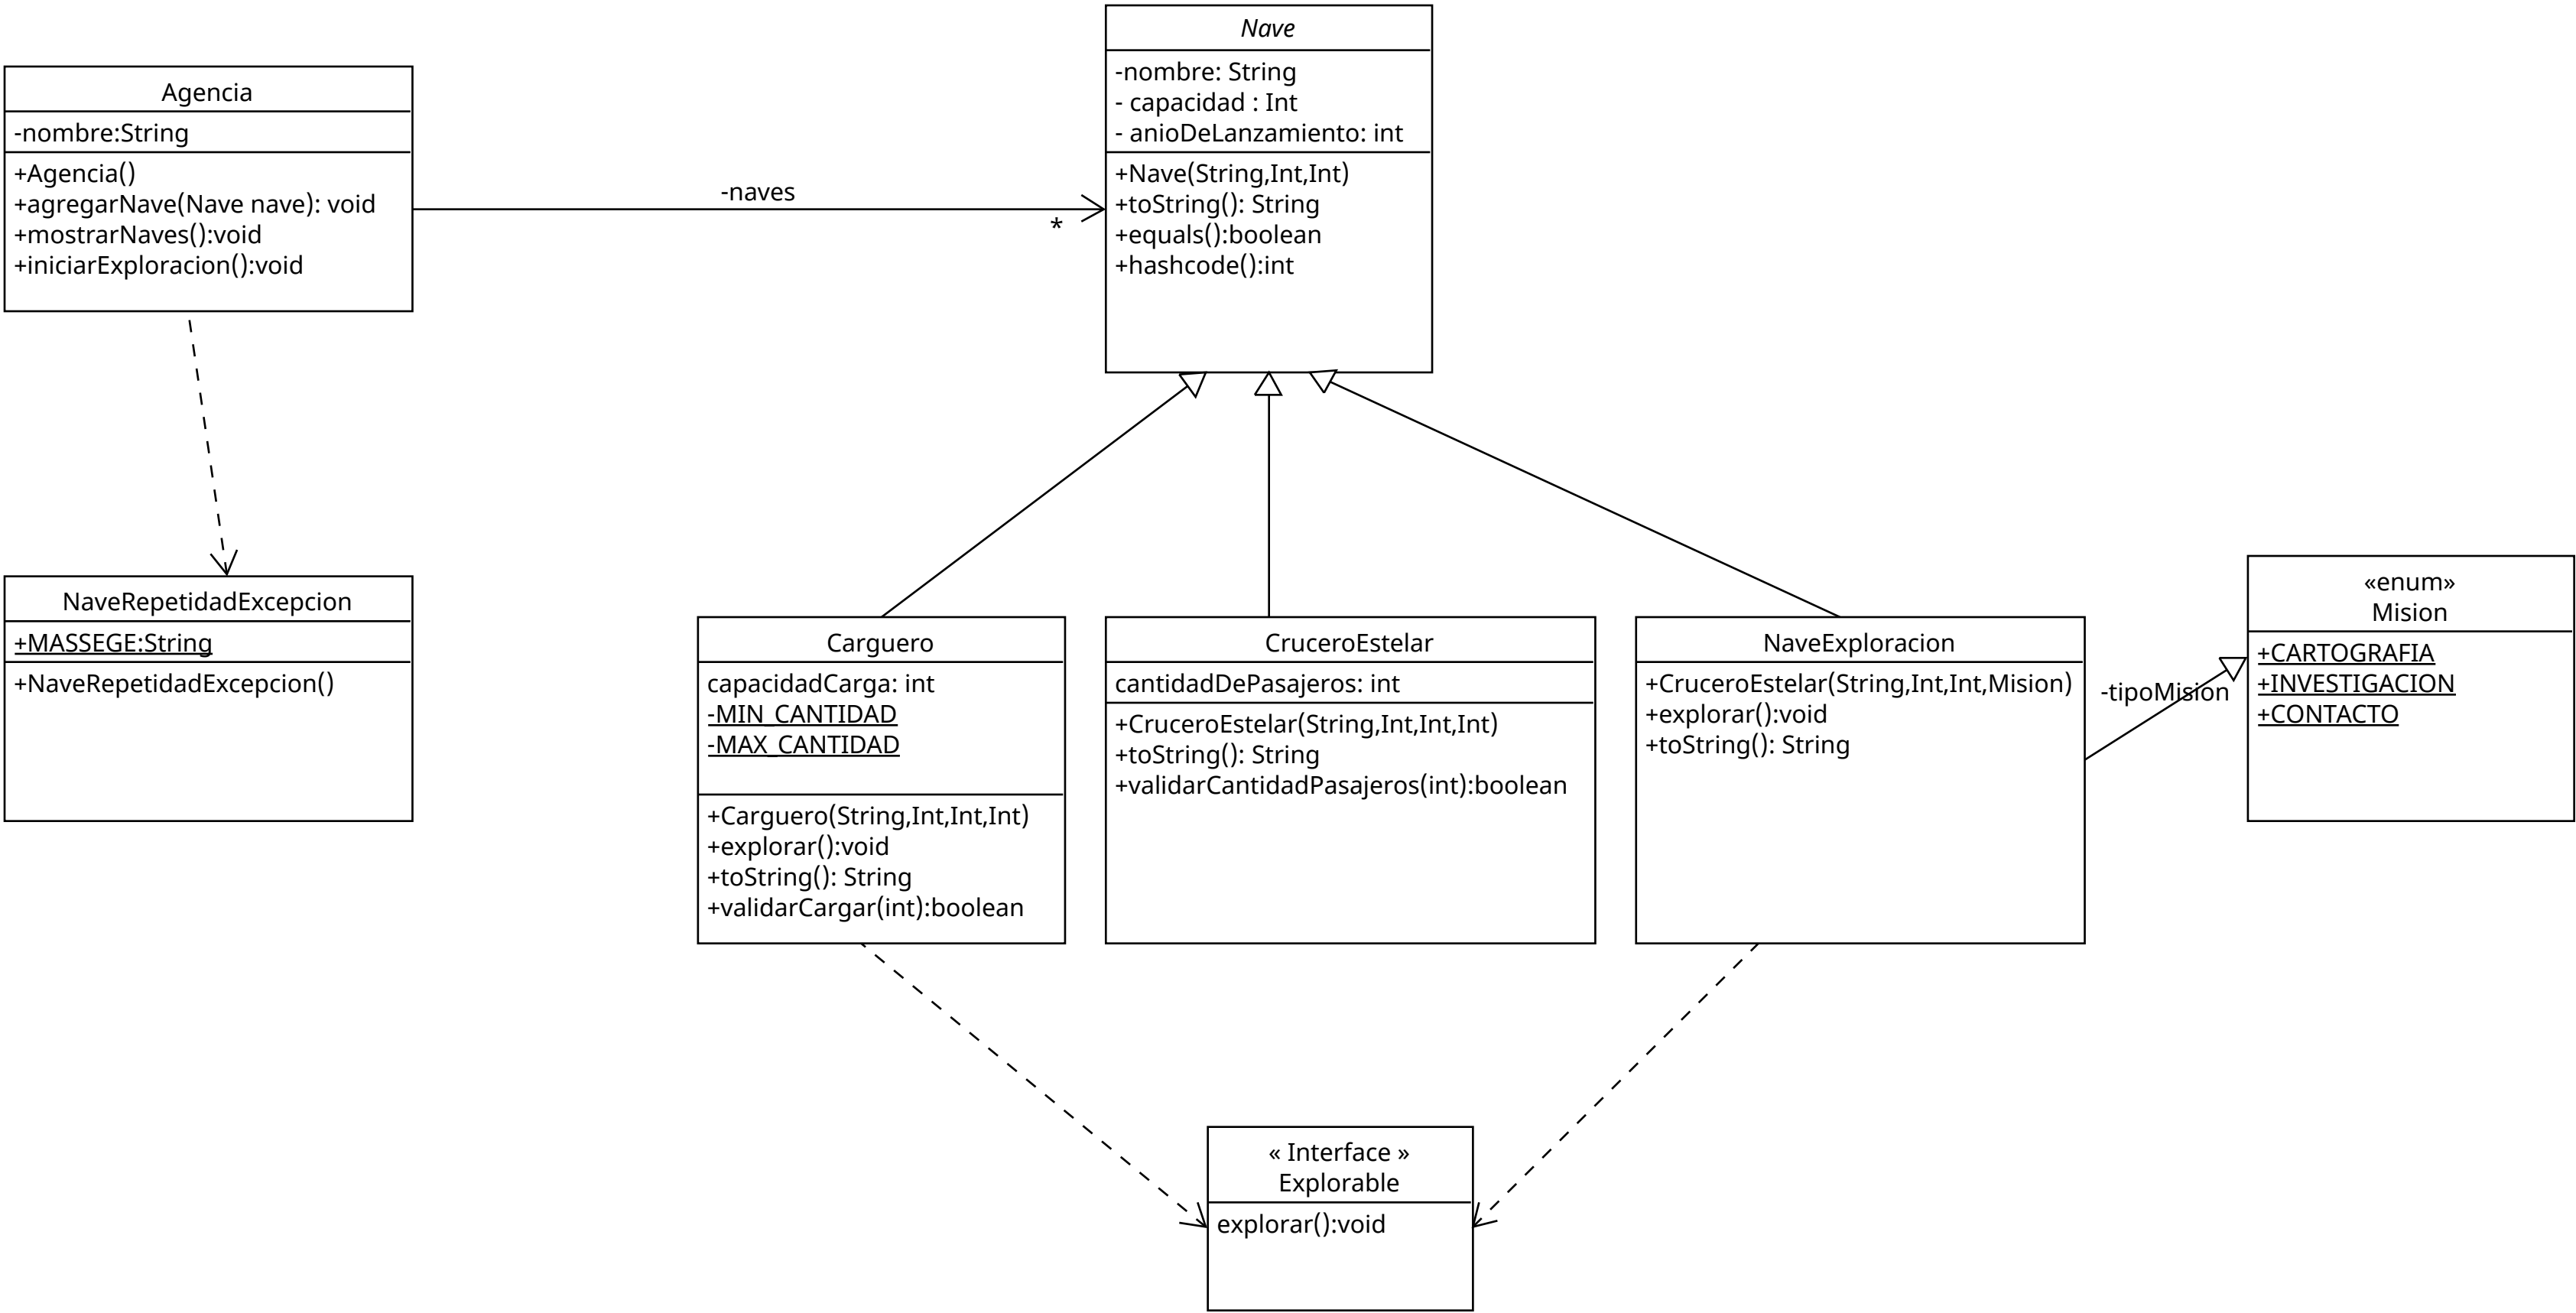 Nave
-nombre: String
- capacidad : Int
- anioDeLanzamiento: int
+Nave(String,Int,Int)
+toString(): String
+equals():boolean
+hashcode():int
Agencia
-nombre:String
+Agencia()
+agregarNave(Nave nave): void
+mostrarNaves():void
+iniciarExploracion():void
-naves
*
NaveRepetidadExcepcion
+MASSEGE:String
+NaveRepetidadExcepcion()
Carguero
capacidadCarga: int
-MIN_CANTIDAD
-MAX_CANTIDAD
+Carguero(String,Int,Int,Int)
+explorar():void
+toString(): String
+validarCargar(int):boolean
CruceroEstelar
cantidadDePasajeros: int
+CruceroEstelar(String,Int,Int,Int)
+toString(): String
+validarCantidadPasajeros(int):boolean
NaveExploracion
+CruceroEstelar(String,Int,Int,Mision)
+explorar():void
+toString(): String
-tipoMision
«enum»
Mision
+CARTOGRAFIA
+INVESTIGACION
+CONTACTO
« Interface »
Explorable
explorar():void